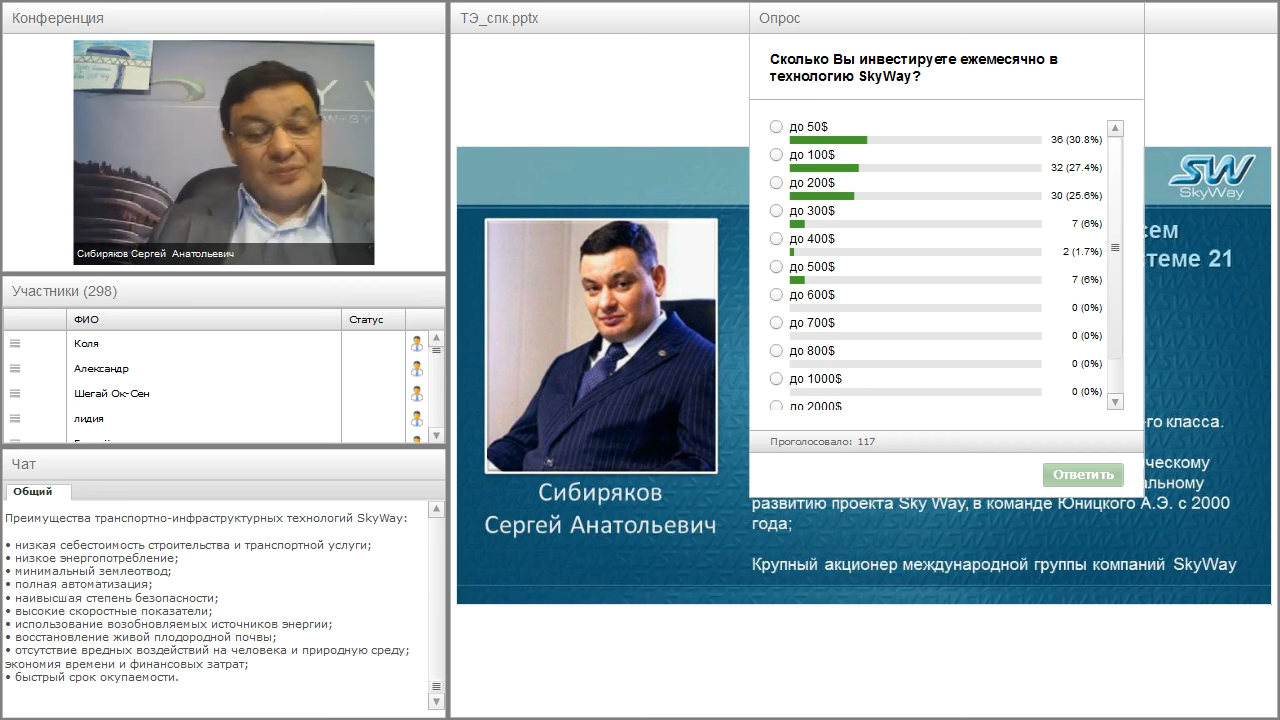 Конференция
Сибиряков Сергей Анатольевич
Участники (298)
ФИО Статус
Коля
Александр
Шегай Ок-Сен
лидия
Чат
Общий
Преимущества транспортно-инфраструктурных технологий SkyWay:
• низкая себестоимость строительства и транспортной услуги;
• низкое энергопотребление;
• минимальный землеотвод;
• полная автоматизация;
• наивысшая степень безопасности;
• высокие скоростные показатели;
• использование возобновляемых источников энергии;
• восстановление живой плодородной почвы;
• отсутствие вредных воздействий на человека и природную среду;
экономия времени и финансовых затрат;
• быстрый срок окупаемости.
ТЭ_спк.pptx
Опрос
Сколько Вы инвестируете ежемесячно в
технологию SkyWay?
до 50$
36 (30.8%)
до 100$
32 (27.4%)
до 200$
30 (25.6%)
до 300$
7 (6%)
до 400$
2 (1.7%)
до 500$
7 (6%)
до 600$
0 (0%)
до 700$
0 (0%)
до 800$
0 (0%)
до 1000$
0 (0%)
до 2000$
Проголосовало: 117
Ответить
SW
SkyWay
сем
стеме 21
-го класса.
ческому
альному
развитию проекта Sky Way, в команде Юницкого А.Э. с 2000
года;
Крупный акционер международной группы компаний SkyWay
Сибиряков
Сергей Анатольевич